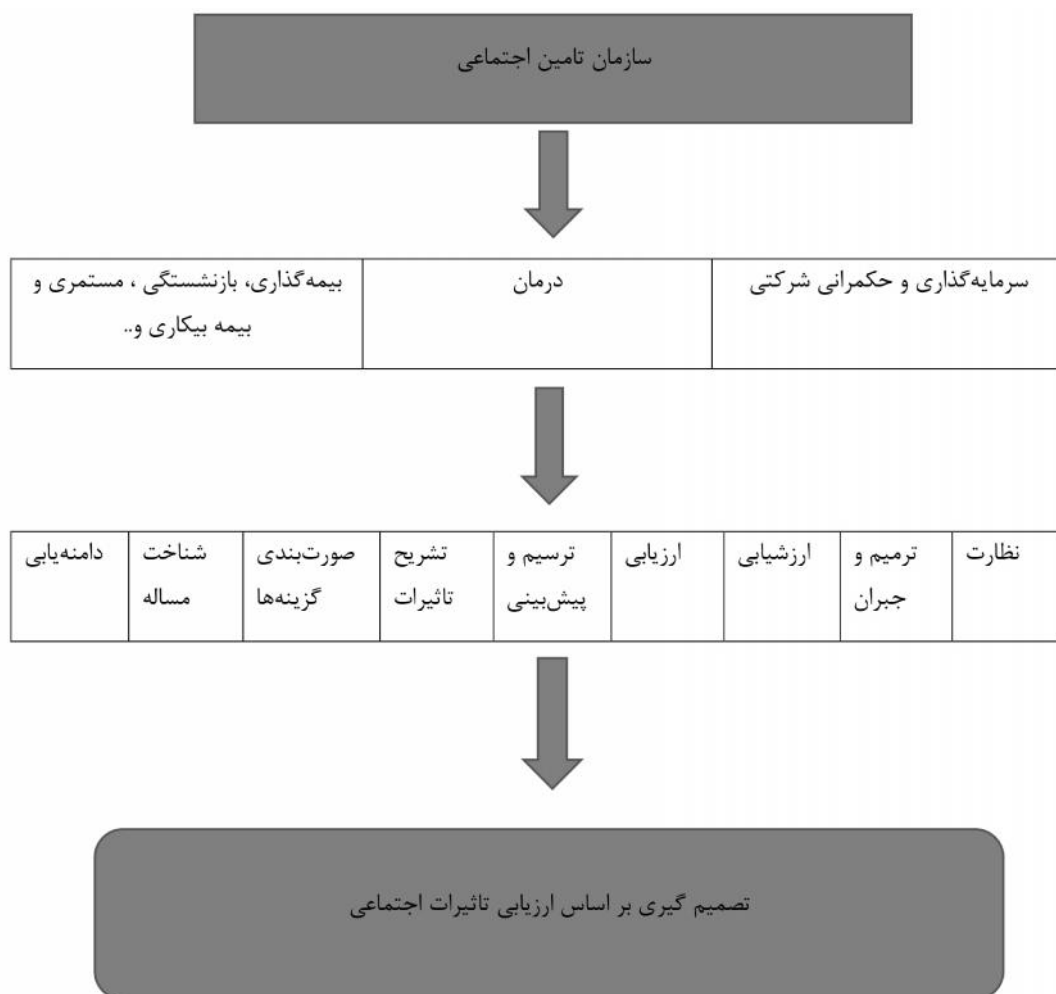 سازمان تامین اجتماعی
سرمایه‌گذاری و حکمرانی شرکتی
درمان
بیمه‌گذاری، بازنشستگی ، مستمری و
بیمه بیکاری و..
نظارت
ترمیم و
جبران
ارزشیابی
ارزیابی
ترسیم و
پیش‌بینی
تشریح
تاثیرات
صورت‌بندی
گزینه‌ها
شناخت
مساله
دامنه‌یابی
تصمیم گیری بر اساس ارزیابی تاثیرات اجتماعی